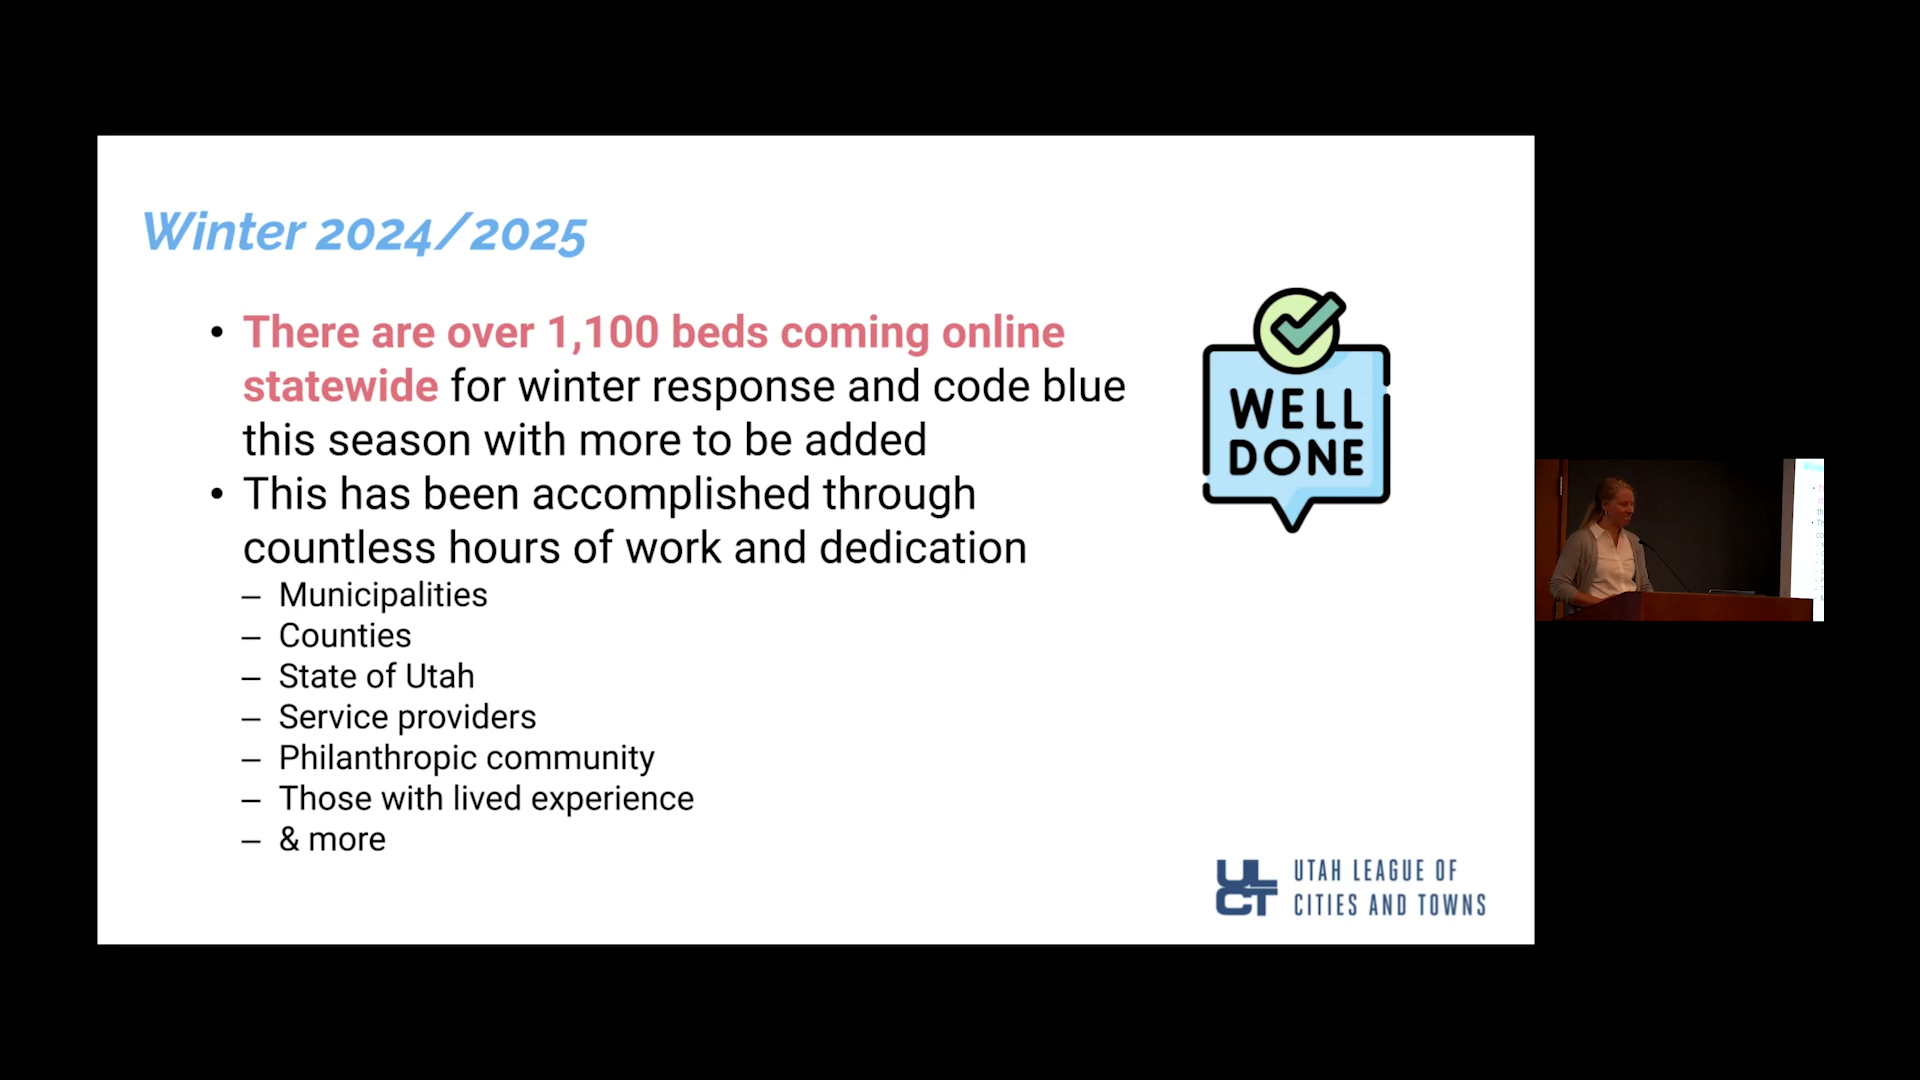 Winter 2024/2025
• There are over 1,100 beds coming online
statewide for winter response and code blue
this season with more to be added
• This has been accomplished through
countless hours of work and dedication
– Municipalities
– Counties
– State of Utah
– Service providers
– Philanthropic community
– Those with lived experience
– & more
WELL
DONE
ULCT
UTAH LEAGUE OF
CITIES AND TOWNS